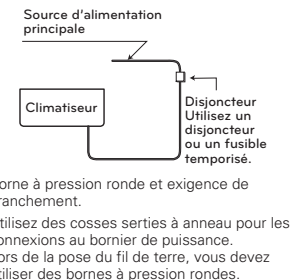 Source d'alimentation
principale
Climatiseur
Disjoncteur
Utilisez un
disjoncteur
ou un fusible
temporisé.
orne à pression ronde et exigence de
ranchement.
tilisez des cosses serties à anneau pour les
onnexions au bornier de puissance.
ors de la pose du fil de terre, vous devez
tiliser des bornes à pression rondes.